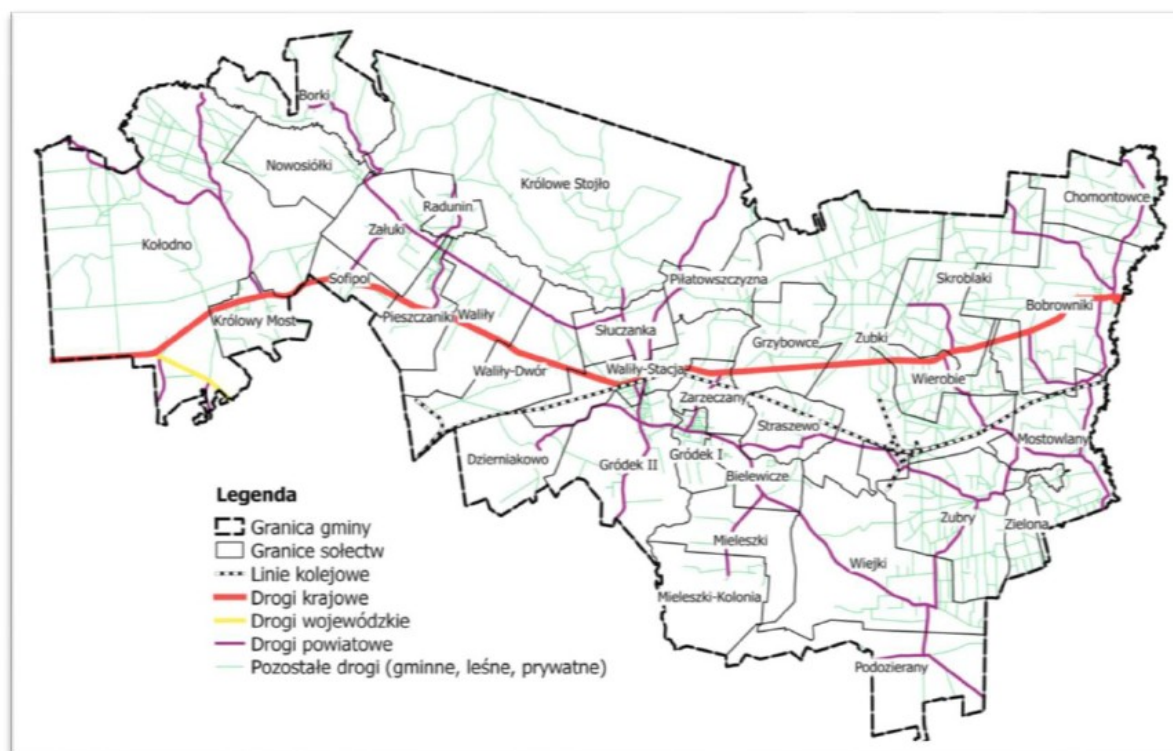 Borki
Nowosiółki
Królowe Stojło
Chomontowce
Radunin
Załuki
Kołodno
Skroblaki
Sofipol
Piłatowszczyzna
Bobrowniki
Królowy Most
Pieszczaniki
Waliły
Słuczanka
Grzybowce
Zubki
Waliły-Dwór
Waliły-Stacja
Wierobie
Zarzeczany
Straszewo
Mostowlany
Dzierniakowo
Gródek II
Gródek I
Bielewicze
Zubry
Zielona
Mieleszki
Wiejki
Mieleszki-Kolonia
Podozierany
Legenda
Granica gminy
Granice sołectw
Linie kolejowe
Drogi krajowe
Drogi wojewódzkie
Drogi powiatowe
Pozostałe drogi (gminne, leśne, prywatne)